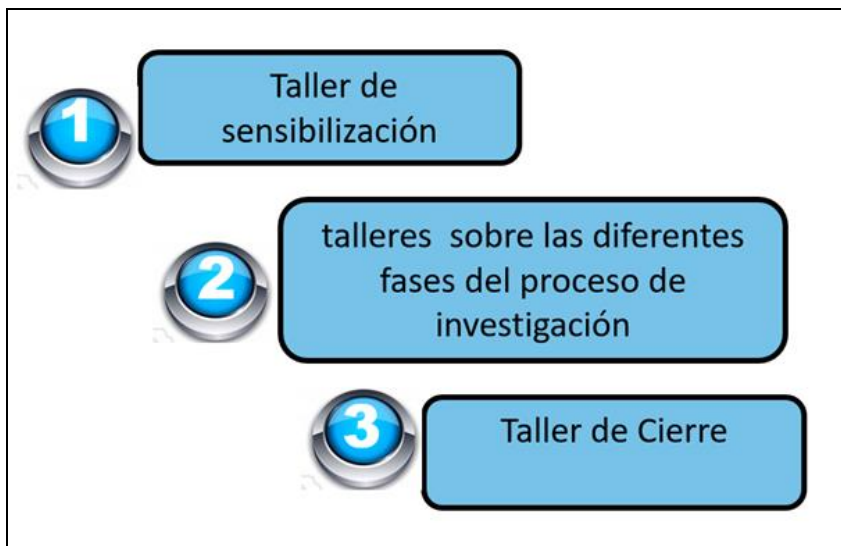 1
Taller de
sensibilización
2
talleres sobre las diferentes
fases del proceso de
investigación
3
Taller de Cierre